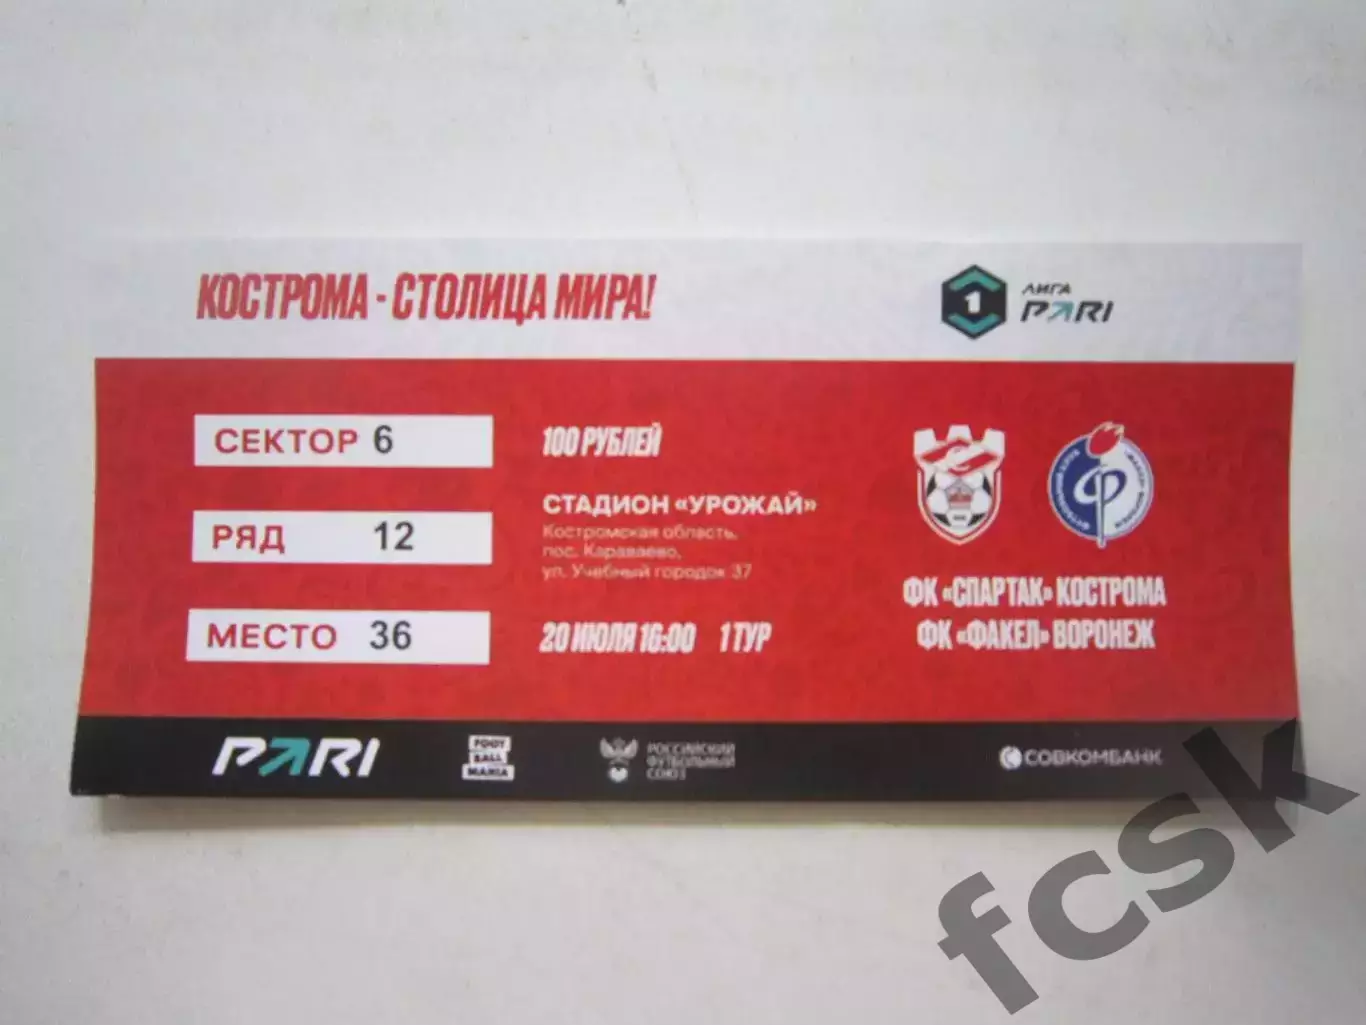 КОСТРОМА - СТОЛИЦА МИРА!
1 ЛИГА
PARI
СЕКТОР 6
РЯД 12
МЕСТО 36
100 РУБЛЕЙ
СТАДИОН «УРОЖАЙ»
Костромская область,
пос. Караваево,
ул. Учебный городок 37
20 ИЮЛЯ 16:00 1 ТУР
ФК «СПАРТАК» КОСТРОМА
ФК «ФАКЕЛ» ВОРОНЕЖ
PARI
FOOT
BALL
MANIA
РОССИЙСКИЙ
ФУТБОЛЬНЫЙ
СОЮЗ
СОВКОМБАНК
fcsk